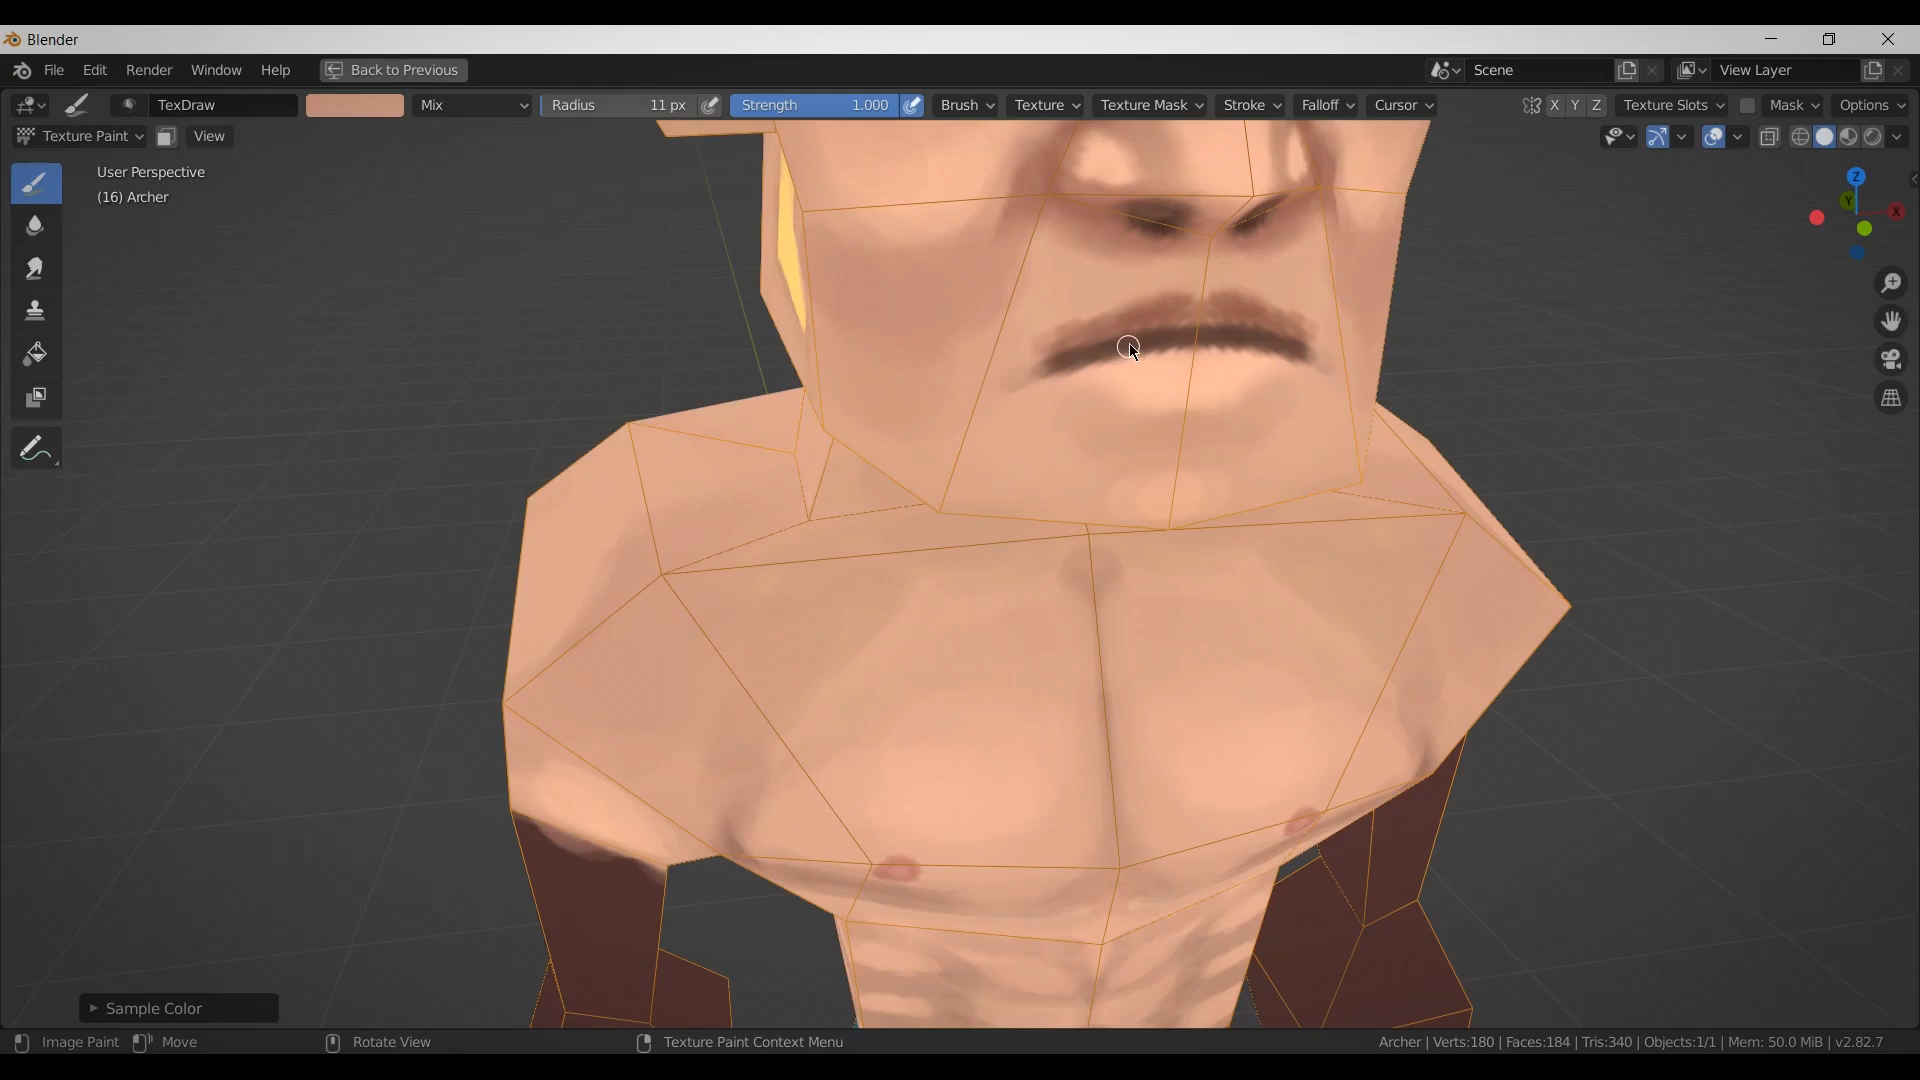 Blender
File Edit Render Window Help Back to Previous Scene View Layer
TexDraw Mix Radius 11 px Strength 1.000 Brush Texture Texture Mask Stroke Falloff Cursor X Y Z Texture Slots Mask Options
Texture Paint View
User Perspective
(16) Archer
Z
Y
X
Sample Color
Image Paint Move Rotate View Texture Paint Context Menu Archer | Verts:180 | Faces:184 | Tris:340 | Objects:1/1 | Mem: 50.0 MiB | v2.82.7